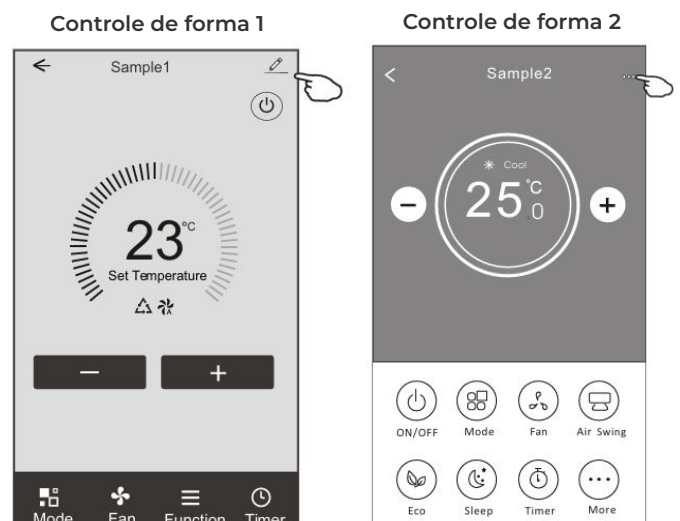 Controle de forma 1
Sample1
23°C
Set Temperature
A
−
+
Mode
Fan
Function
Timer
Controle de forma 2
Sample2
Cool
25.0°C
−
+
ON/OFF
Mode
Fan
Air Swing
Eco
Sleep
Timer
More